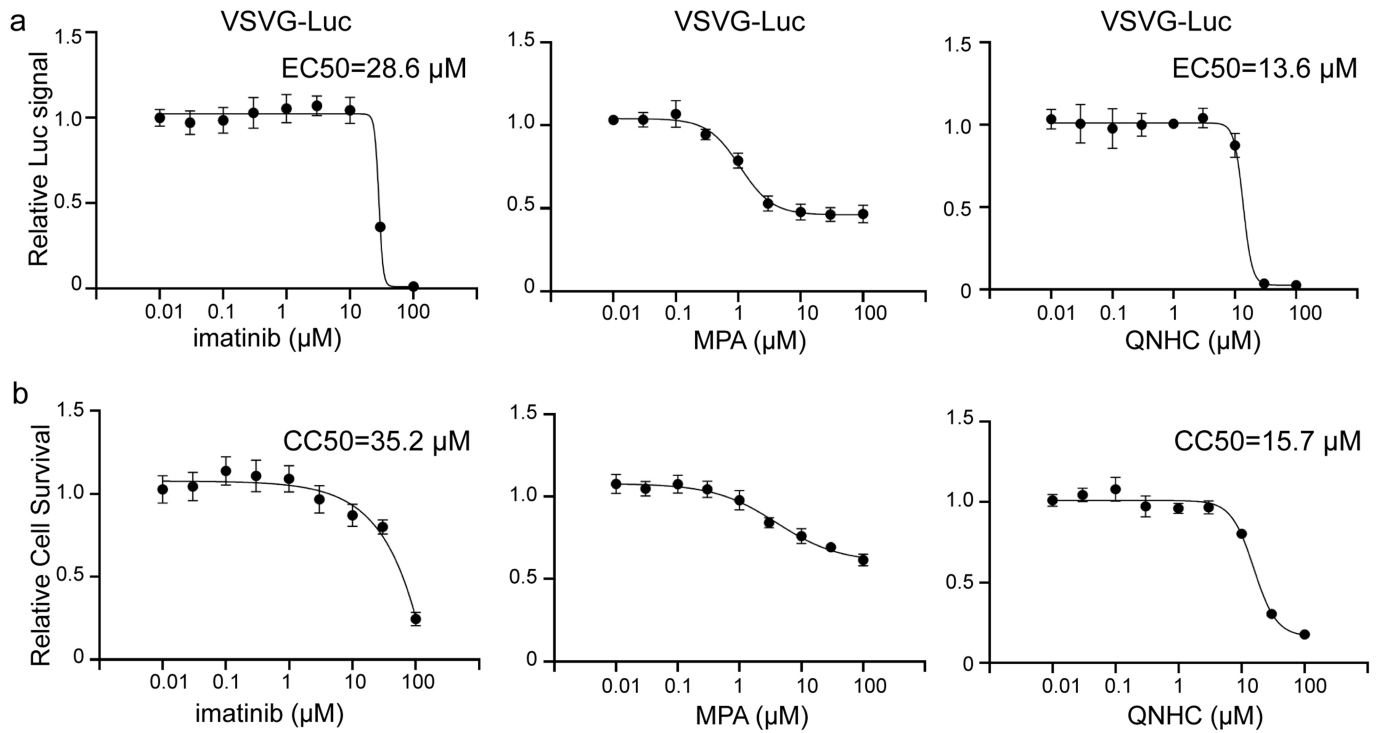 a
VSVG-Luc
VSVG-Luc
VSVG-Luc
Relative Luc signal
1.5
1.0
0.5
0
EC50=28.6 µM
0.01 0.1 1 10 100
imatinib (µM)
1.5
1.0
0.5
0
0.01 0.1 1 10 100
MPA (µM)
1.5
1.0
0.5
0
EC50=13.6 µM
0.01 0.1 1 10 100
QNHC (µM)
b
Relative Cell Survival
1.5
1.0
0.5
0
CC50=35.2 µM
0.01 0.1 1 10 100
imatinib (µM)
1.5
1.0
0.5
0
0.01 0.1 1 10 100
MPA (µM)
1.5
1.0
0.5
0
CC50=15.7 µM
0.01 0.1 1 10 100
QNHC (µM)